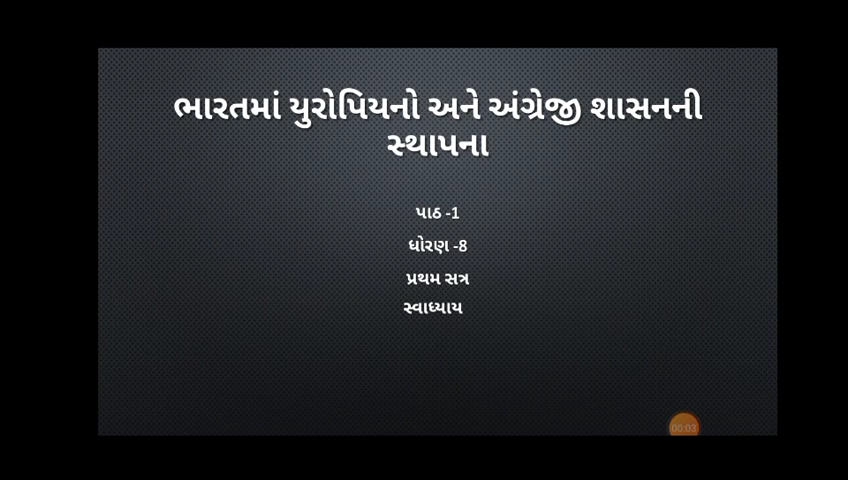 ભારતમાં યુરોપિયનો અને અંગ્રેજી શાસનની
સ્થાપના
પાઠ -1
ધોરણ -8
પ્રથમ સત્ર
સ્વાધ્યાય
00:03